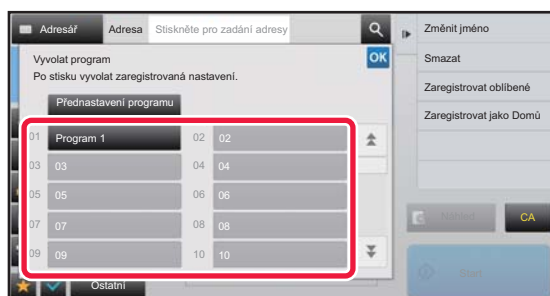 Adresář Adresa Stiskněte pro zadání adresy
Vyvolat program OK
Po stisku vyvolat zaregistrovaná nastavení.
Přednastavení programu
01 Program 1 02 02
03 03 04 04
05 05 06 06
07 07 08 08
09 09 10 10
Ostatní
Změnit jméno
Smazat
Zaregistrovat oblíbené
Zaregistrovat jako Domů
Náhled CA
Start